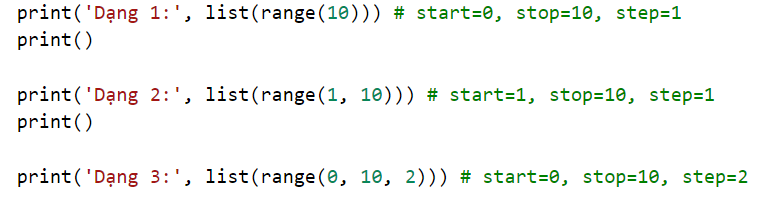 print('Dạng 1:', list(range(10))) # start=0, stop=10, step=1
print()
print('Dạng 2:', list(range(1, 10))) # start=1, stop=10, step=1
print()
print('Dạng 3:', list(range(0, 10, 2))) # start=0, stop=10, step=2